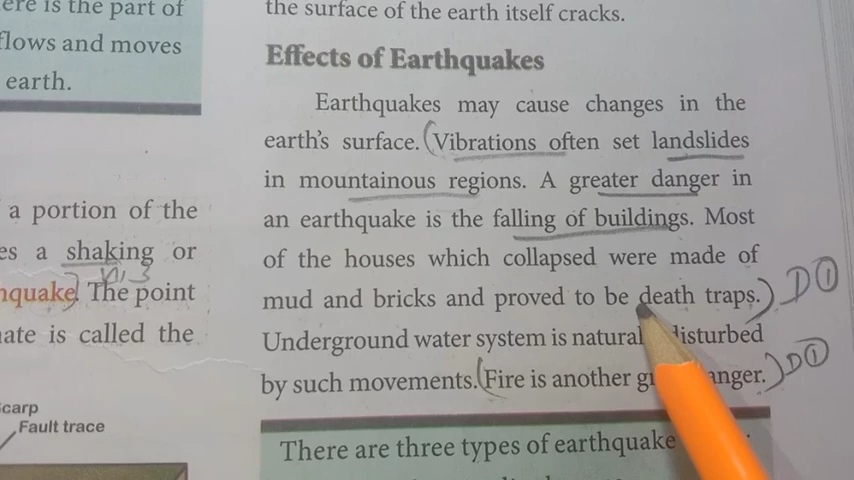 ere is the part of
flows and moves
earth.
a portion of the
es a shaking or
hquake. The point
ate is called the
carp
Fault trace
the surface of the earth itself cracks.
Effects of Earthquakes
Earthquakes may cause changes in the
earth's surface. (Vibrations often set landslides
in mountainous regions. A greater danger in
an earthquake is the falling of buildings. Most
of the houses which collapsed were made of
mud and bricks and proved to be death traps.) D①
Underground water system is natural disturbed
by such movements. (Fire is another g anger.) D①
There are three types of earthquake